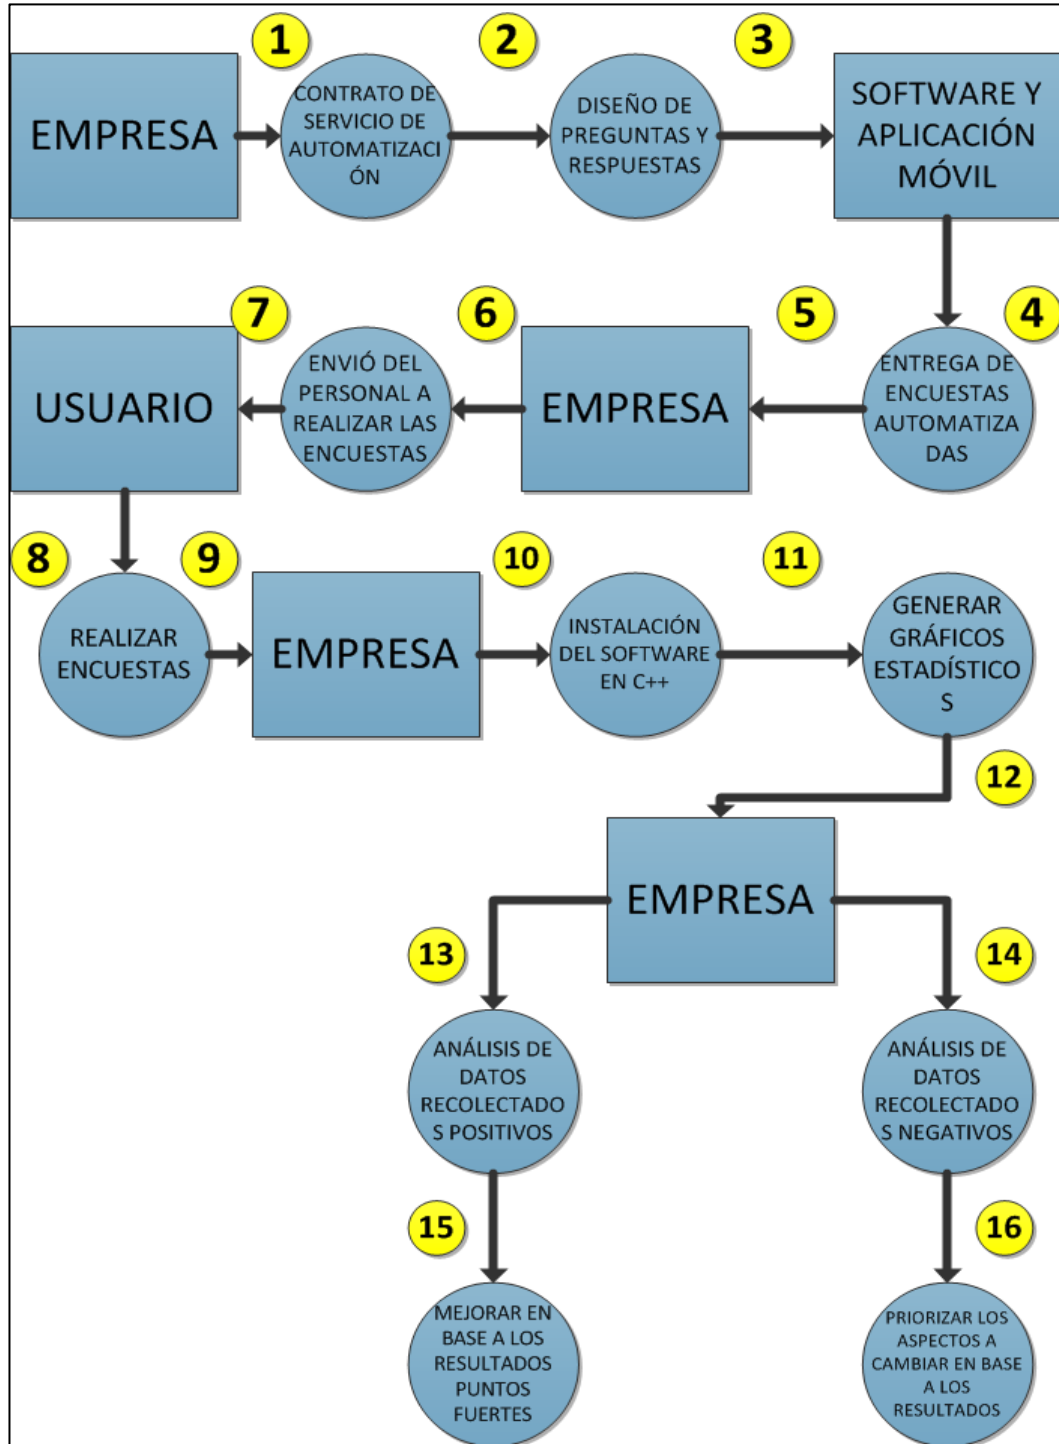 1
2
3
EMPRESA
CONTRATO DE
SERVICIO DE
AUTOMATIZACI
ÓN
DISEÑO DE
PREGUNTAS Y
RESPUESTAS
SOFTWARE Y
APLICACIÓN
MÓVIL
7
6
5
4
USUARIO
ENVIÓ DEL
PERSONAL A
REALIZAR LAS
ENCUESTAS
EMPRESA
ENTREGA DE
ENCUESTAS
AUTOMATIZA
DAS
8
9
10
11
REALIZAR
ENCUESTAS
EMPRESA
INSTALACIÓN
DEL SOFTWARE
EN C++
GENERAR
GRÁFICOS
ESTADÍSTICO
S
12
EMPRESA
13
14
ANÁLISIS DE
DATOS
RECOLECTADO
S POSITIVOS
ANÁLISIS DE
DATOS
RECOLECTADO
S NEGATIVOS
15
16
MEJORAR EN
BASE A LOS
RESULTADOS
PUNTOS
FUERTES
PRIORIZAR LOS
ASPECTOS A
CAMBIAR EN BASE
A LOS
RESULTADOS